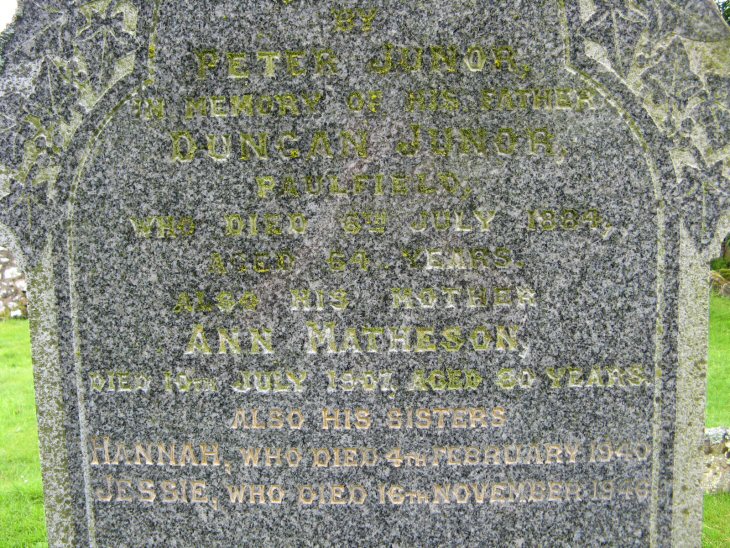 BY
PETER JUNOR,
IN MEMORY OF HIS FATHER
DUNCAN JUNOR,
PAULFIELD,
WHO DIED 6TH JULY 1884,
AGED 64 YEARS.
ALSO HIS MOTHER
ANN MATHESON,
DIED 10TH JULY 1907, AGED 80 YEARS.
ALSO HIS SISTERS
HANNAH, WHO DIED 4TH FEBRUARY 1940
JESSIE, WHO DIED 16TH NOVEMBER 1946